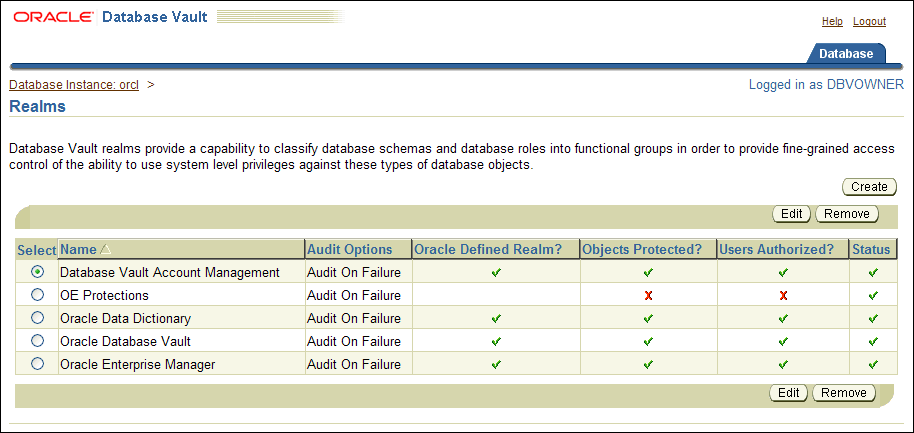 ORACLE Database Vault
Help Logout
Database
Database Instance: orcl >
Logged in as DBVOWNER
Realms
Database Vault realms provide a capability to classify database schemas and database roles into functional groups in order to provide fine-grained access
control of the ability to use system level privileges against these types of database objects.
Create
Edit Remove
Select Name Audit Options Oracle Defined Realm? Objects Protected? Users Authorized? Status
Database Vault Account Management Audit On Failure
OE Protections Audit On Failure
Oracle Data Dictionary Audit On Failure
Oracle Database Vault Audit On Failure
Oracle Enterprise Manager Audit On Failure
Edit Remove